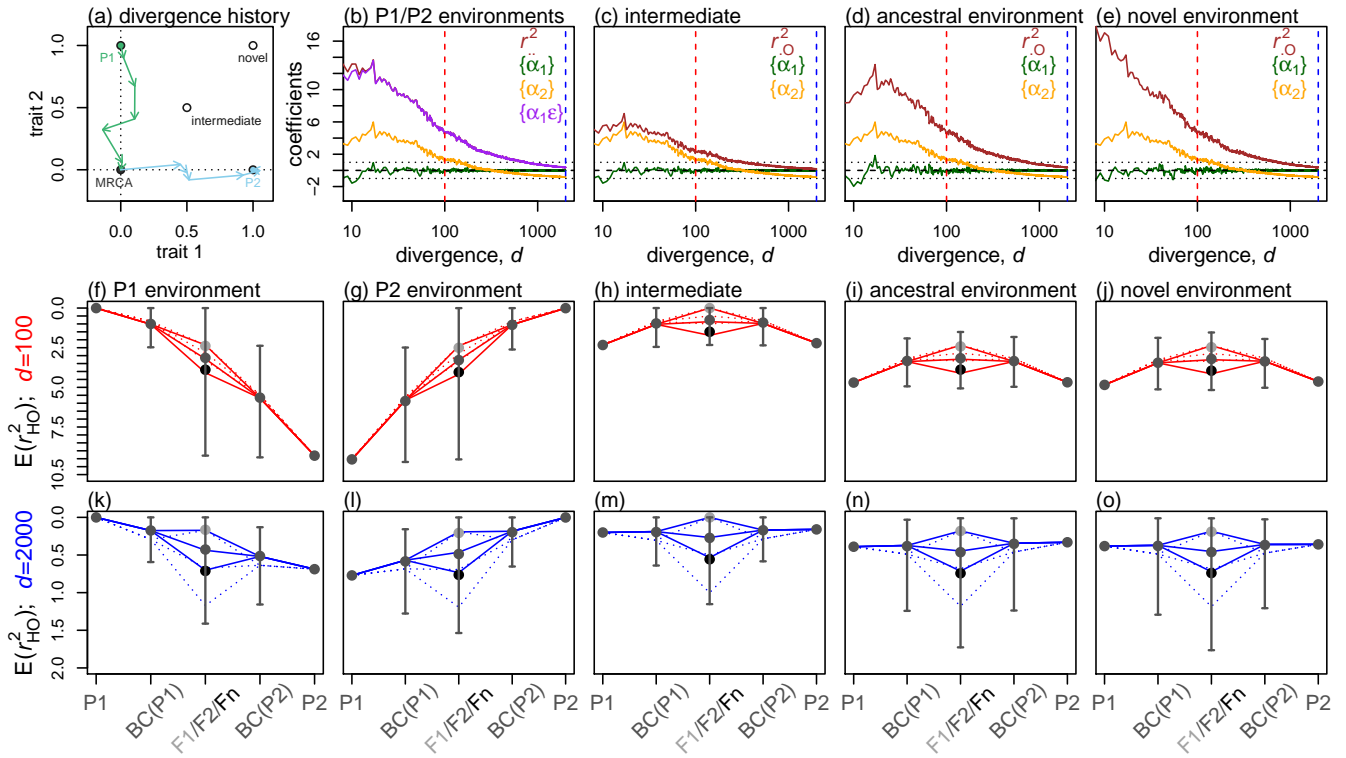 (a) divergence history
trait 2
1.0
0.5
0.0
P1
novel
intermediate
MRCA
P2
0.0 0.5 1.0
trait 1
(b) P1/P2 environments
coefficients
16
12
10
8
6
4
2
1
−2
r²..
{α₁}
{α₂}
{α₁ε}
10 100 1000
divergence, d
(c) intermediate
r².O
{α₁}
{α₂}
10 100 1000
divergence, d
(d) ancestral environment
r².O
{α₁}
{α₂}
10 100 1000
divergence, d
(e) novel environment
r².O
{α₁}
{α₂}
10 100 1000
divergence, d
E(r²HO); d=100
(f) P1 environment
0.0
2.5
5.0
7.5
10.5
(g) P2 environment
(h) intermediate
(i) ancestral environment
(j) novel environment
E(r²HO); d=2000
(k)
0.0
0.5
1.0
1.5
2.0
(l)
(m)
(n)
(o)
P1 BC(P1) F1/F2/Fn BC(P2) P2
P1 BC(P1) F1/F2/Fn BC(P2) P2
P1 BC(P1) F1/F2/Fn BC(P2) P2
P1 BC(P1) F1/F2/Fn BC(P2) P2
P1 BC(P1) F1/F2/Fn BC(P2) P2